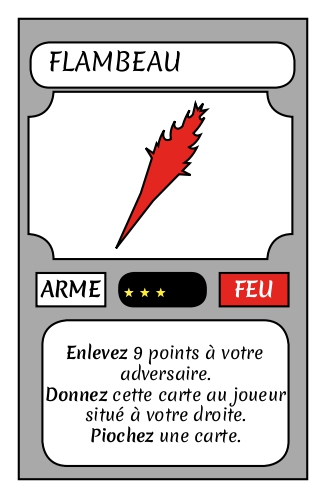 FLAMBEAU
ARME
FEU
Enlevez 9 points à votre
adversaire.
Donnez cette carte au joueur
situé à votre droite.
Piochez une carte.